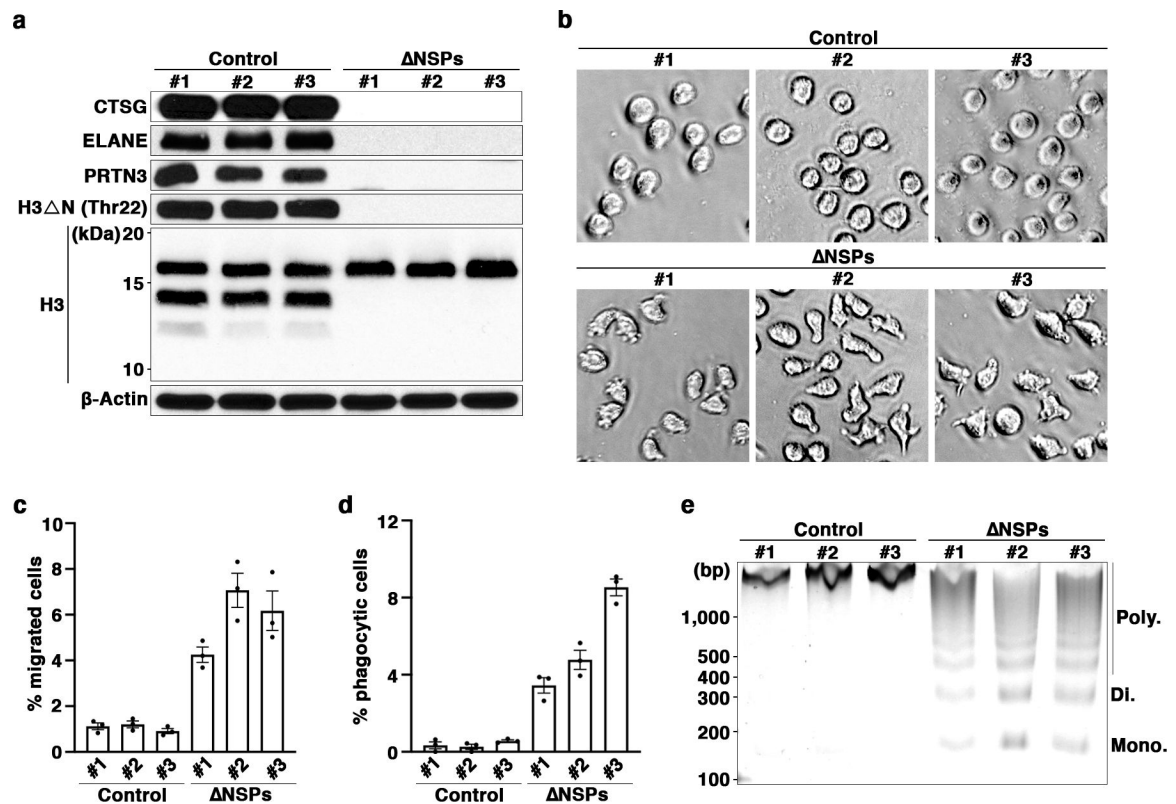 a
Control ΔNSPs
#1 #2 #3 #1 #2 #3
CTSG
ELANE
PRTN3
H3△N (Thr22)
(kDa) 20
15
H3
10
β-Actin
b
Control
#1 #2 #3
ΔNSPs
#1 #2 #3
c
% migrated cells
10
8
6
4
2
0
#1 #2 #3 #1 #2 #3
Control ΔNSPs
d
% phagocytic cells
12
8
4
0
#1 #2 #3 #1 #2 #3
Control ΔNSPs
e
Control ΔNSPs
#1 #2 #3 #1 #2 #3
(bp)
1,000
Poly.
500
400
300 Di.
200
Mono.
100